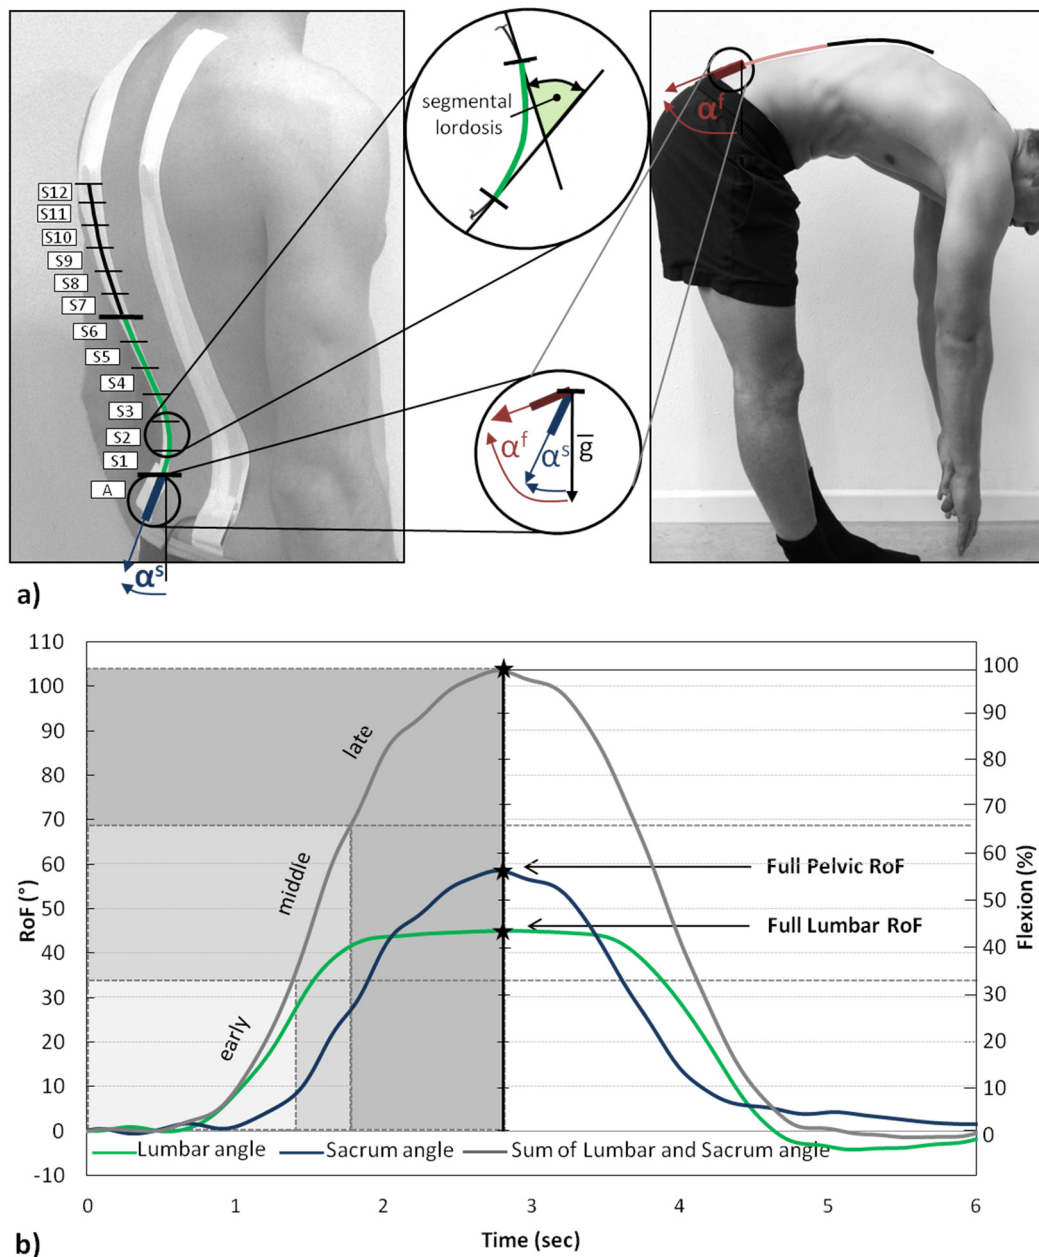 segmental
lordosis
αᶠ
S12
S11
S10
S9
S8
S7
S6
S5
S4
S3
S2
S1
A
αᶠ
αˢ
g
αˢ
a)
110
100
90
80
70
60
50
40
30
20
10
0
-10
RoF (°)
100
90
80
70
60
50
40
30
20
10
0
Flexion (%)
late
middle
early
Full Pelvic RoF
Full Lumbar RoF
Lumbar angle
Sacrum angle
Sum of Lumbar and Sacrum angle
0
1
2
3
4
5
6
Time (sec)
b)